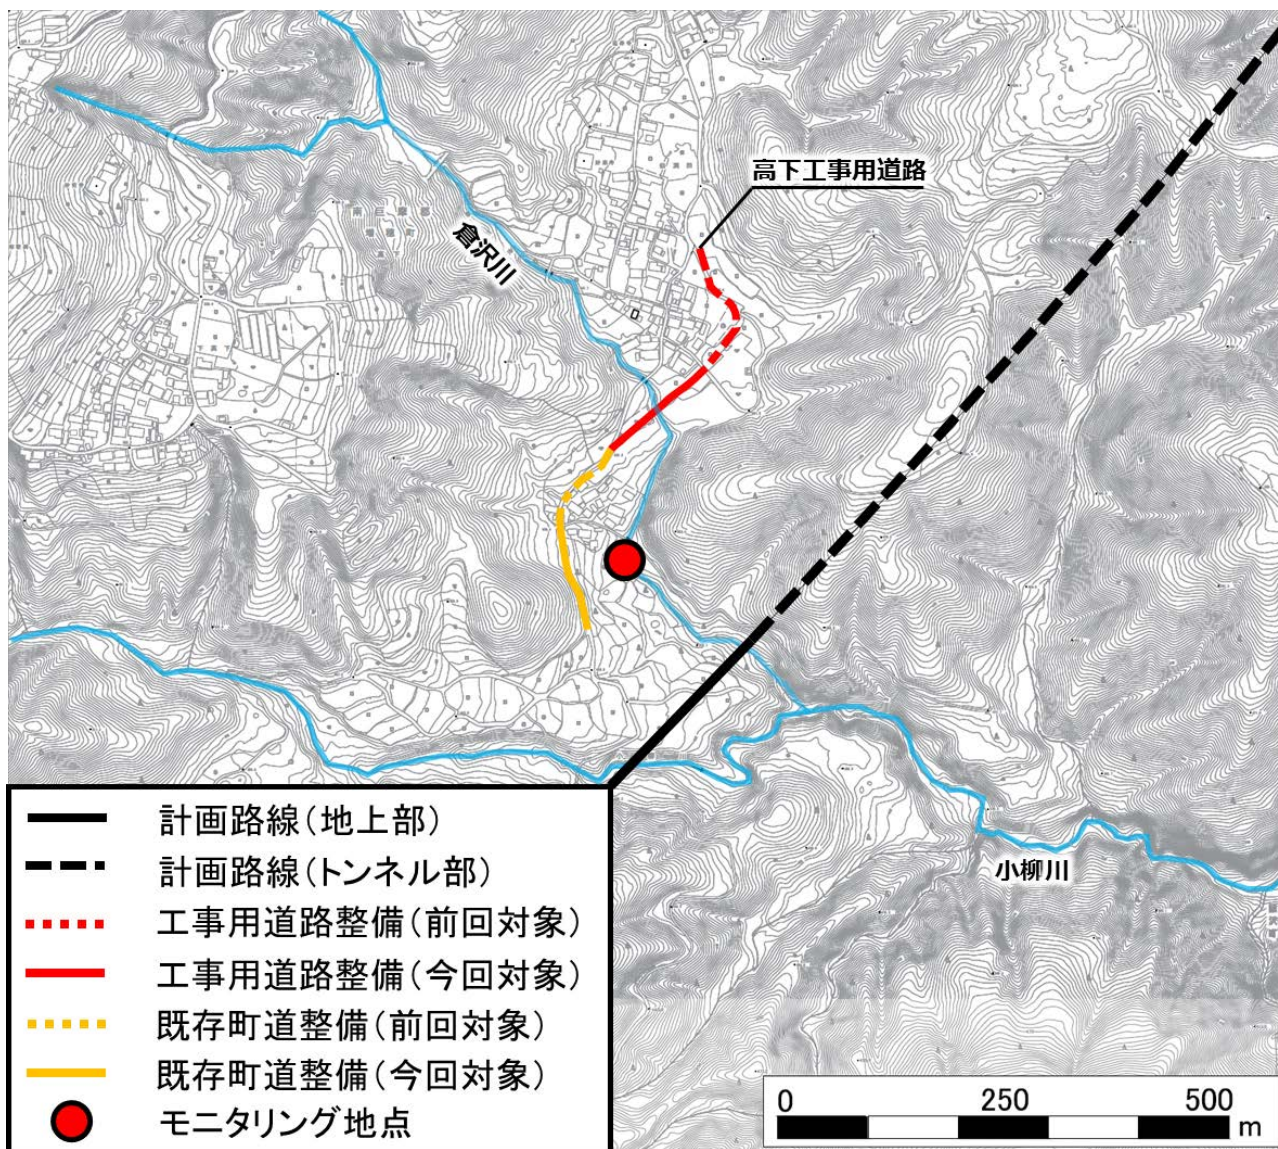 高下工事用道路
倉沢川
小柳川
計画路線(地上部)
計画路線(トンネル部)
工事用道路整備(前回対象)
工事用道路整備(今回対象)
既存町道整備(前回対象)
既存町道整備(今回対象)
モニタリング地点
0 250 500 m